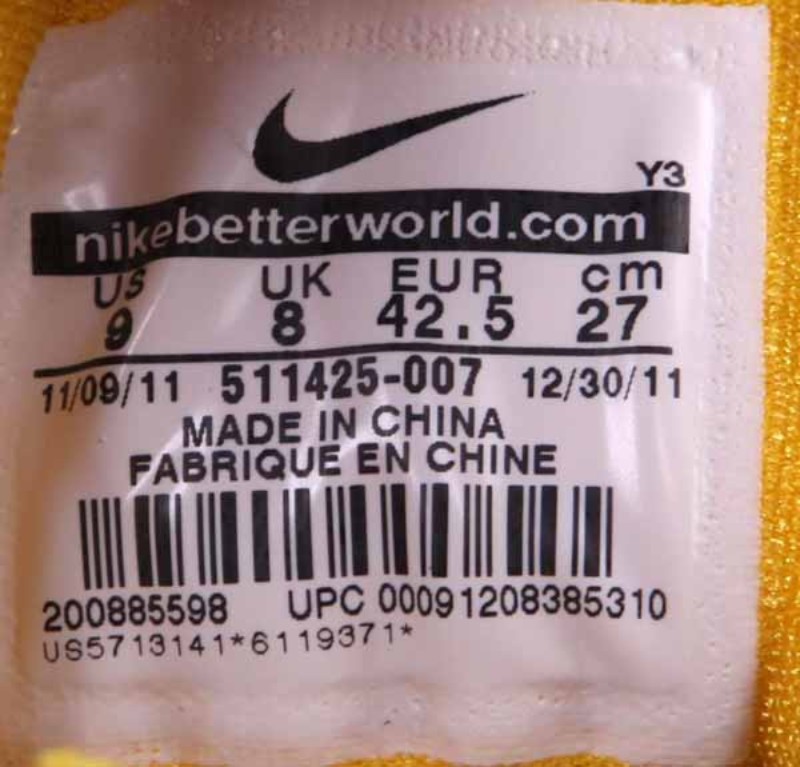 Y3
nikebetterworld.com
US UK EUR cm
9 8 42.5 27
11/09/11 511425-007 12/30/11
MADE IN CHINA
FABRIQUE EN CHINE
200885598 UPC 00091208385310
US5713141*6119371*